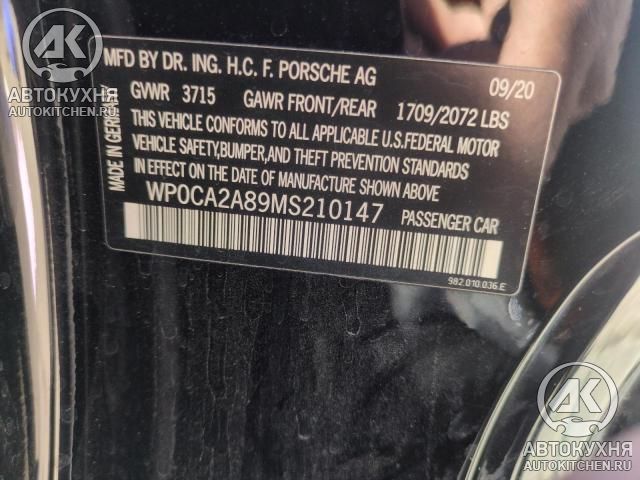 АК
АВТОКУХНЯ
AUTOKITCHEN.RU
MFD BY DR. ING. H.C. F. PORSCHE AG 09/20
GVWR 3715 GAWR FRONT/REAR 1709/2072 LBS
THIS VEHICLE CONFORMS TO ALL APPLICABLE U.S.FEDERAL MOTOR
VEHICLE SAFETY,BUMPER,AND THEFT PREVENTION STANDARDS
IN EFFECT ON THE DATE OF MANUFACTURE SHOWN ABOVE.
WP0CA2A89MS210147 PASSENGER CAR
982.010.036.E
MADE IN GERMANY
АК
АВТОКУХНЯ
AUTOKITCHEN.RU